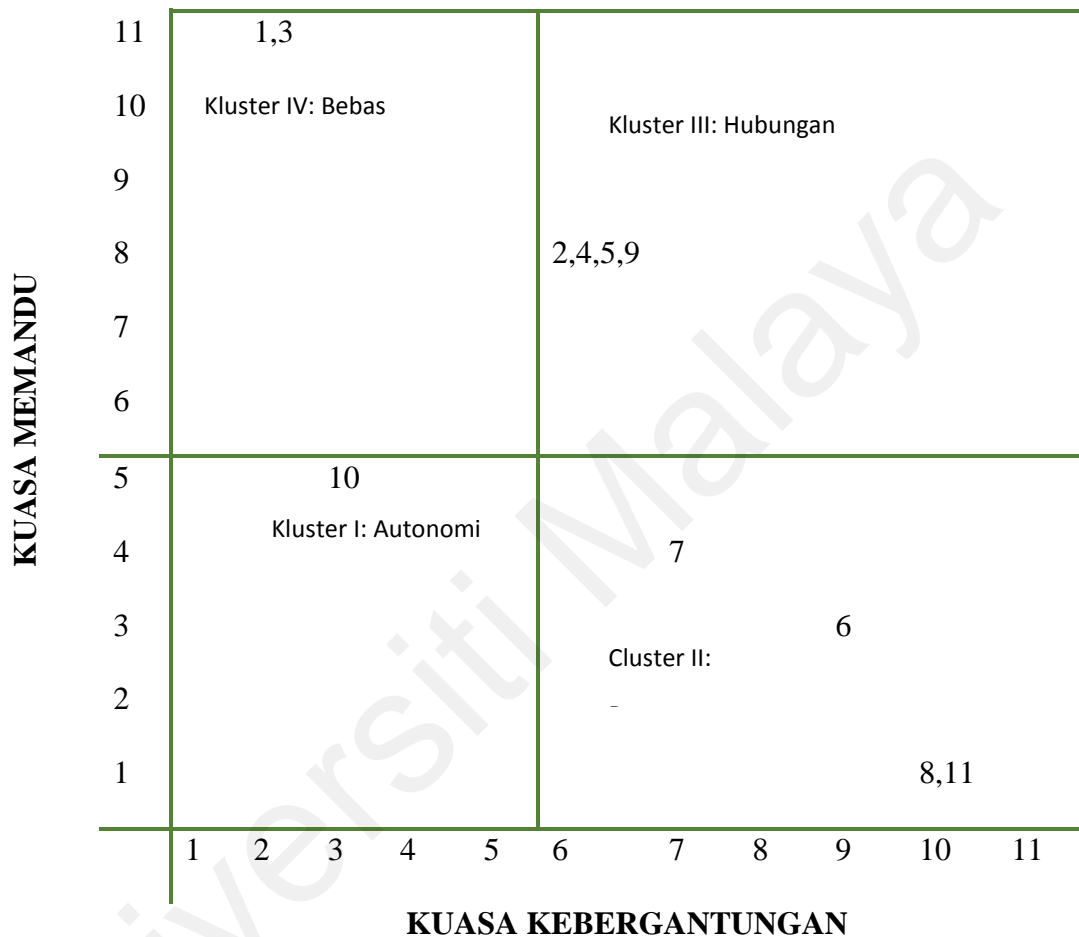 11 1,3
10 Kluster IV: Bebas
Kluster III: Hubungan
9
8 2,4,5,9
7
6
5 10
Kluster I: Autonomi
4 7
3 6
Cluster II:
2
1 8,11
1 2 3 4 5 6 7 8 9 10 11
KUASA MEMANDU
KUASA KEBERGANTUNGAN
versiti Malaya